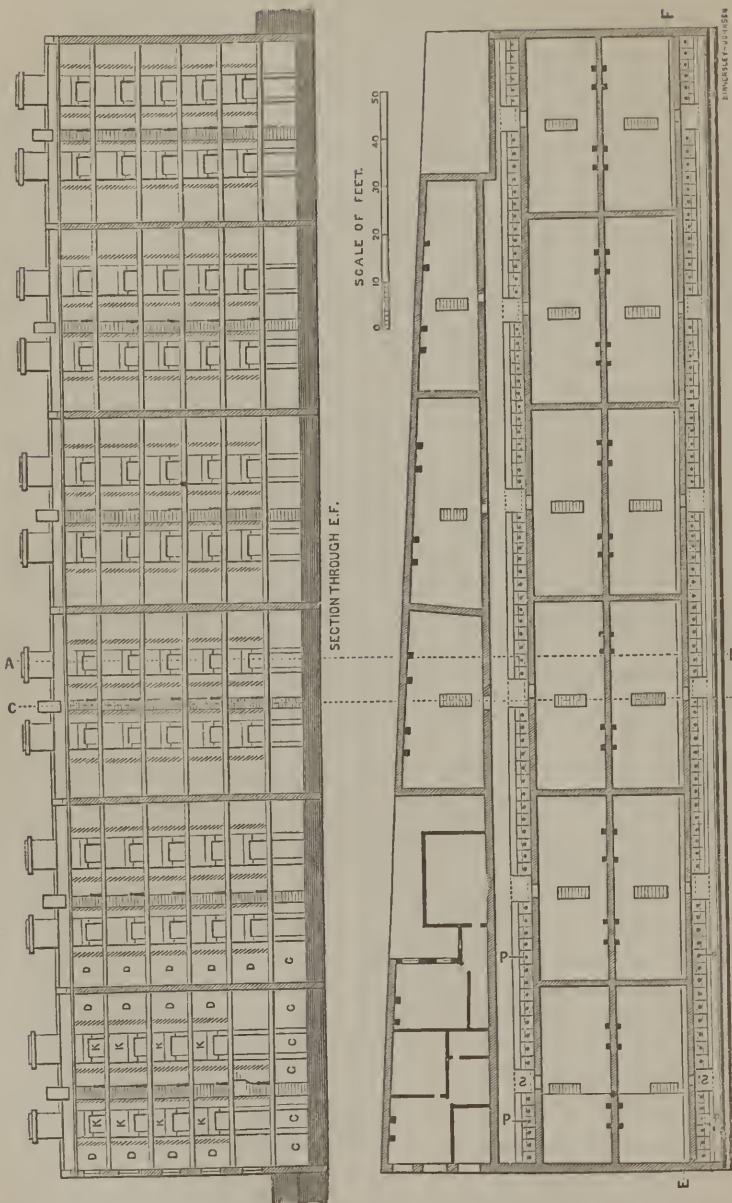 A
C
D D D D C
D D D D
K K K K C C
C
K K K K C C
D D D D C
SECTION THROUGH E.F.
SCALE OF FEET.
0 10 20 30 40 50
F
P
S S
P
E